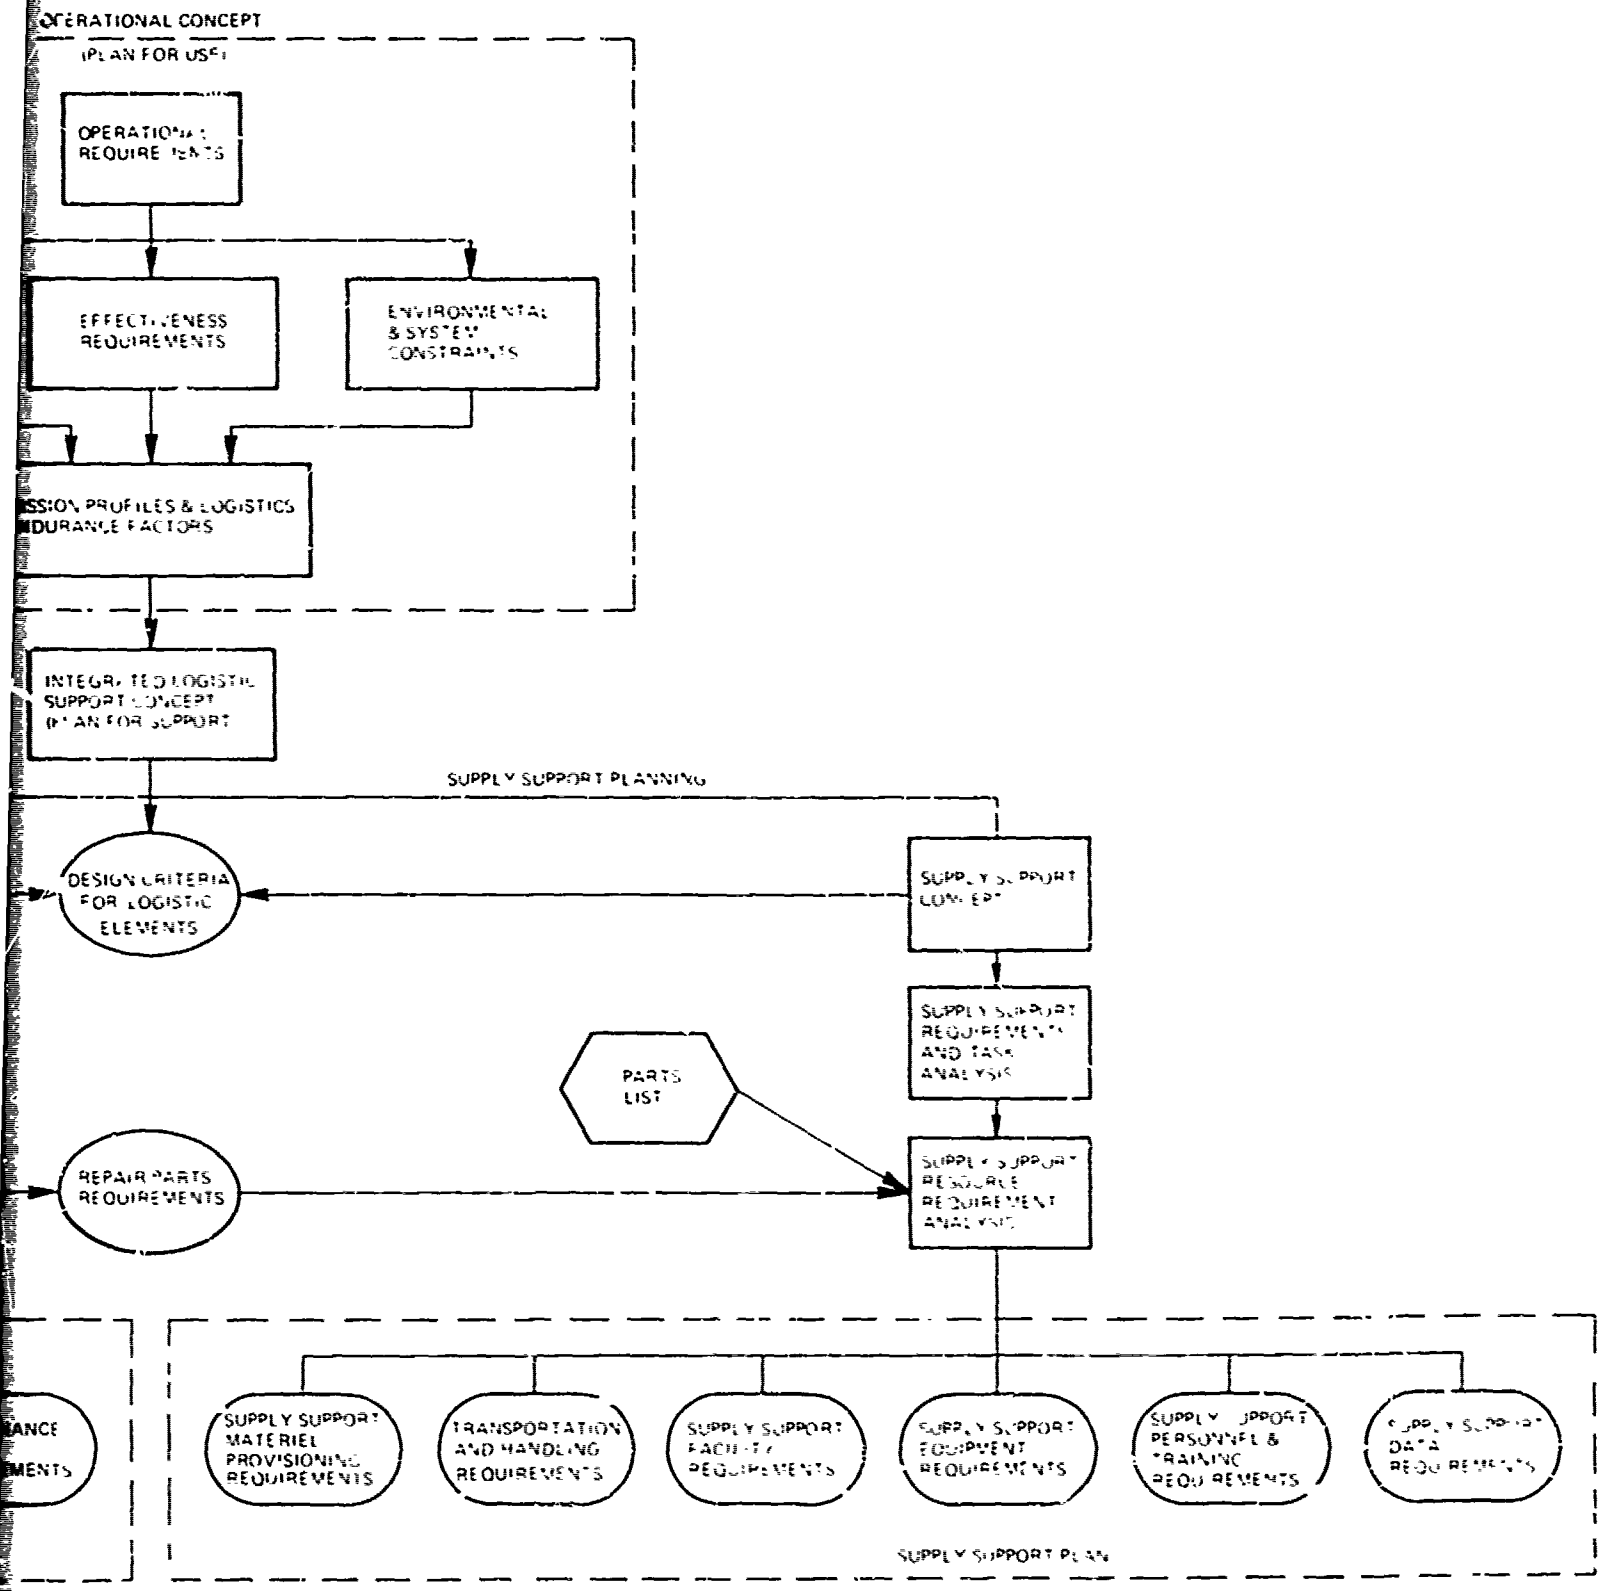 OPERATIONAL CONCEPT
(PLAN FOR USE)
OPERATIONAL
REQUIREMENTS
EFFECTIVENESS
REQUIREMENTS
ENVIRONMENTAL
& SYSTEM
CONSTRAINTS
SSION PROFILES & LOGISTICS
NDURANCE FACTORS
INTEGRATED LOGISTIC
SUPPORT CONCEPT
(PLAN FOR SUPPORT
SUPPLY SUPPORT PLANNING
DESIGN CRITERIA
FOR LOGISTIC
ELEMENTS
SUPPLY SUPPORT
CONCEPT
SUPPLY SUPPORT
REQUIREMENTS
AND TASK
ANALYSIS
PARTS
LIST
REPAIR PARTS
REQUIREMENTS
SUPPLY SUPPORT
RESOURCE
REQUIREMENT
ANALYSIS
ANCE
MENTS
SUPPLY SUPPORT
MATERIEL
PROVISIONING
REQUIREMENTS
TRANSPORTATION
AND HANDLING
REQUIREMENTS
SUPPLY SUPPORT
FACILITY
REQUIREMENTS
SUPPLY SUPPORT
EQUIPMENT
REQUIREMENTS
SUPPLY SUPPORT
PERSONNEL &
TRAINING
REQUIREMENTS
SUPPLY SUPPORT
DATA
REQUIREMENTS
SUPPLY SUPPORT PLAN